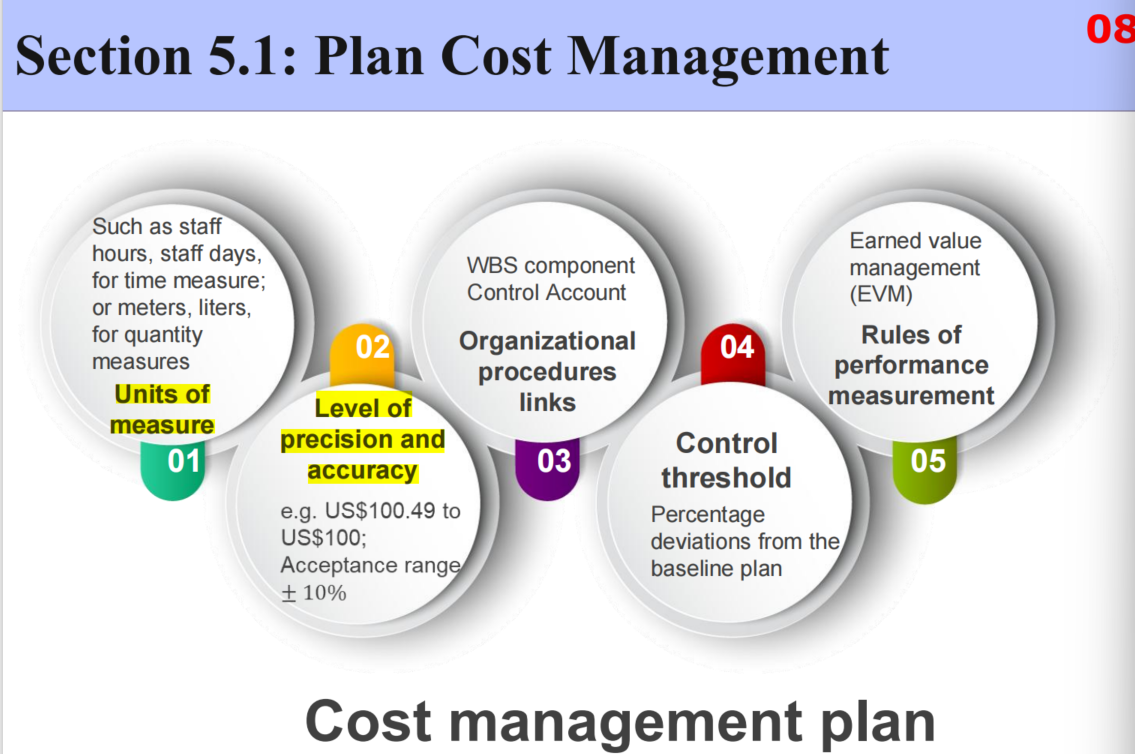 Section 5.1: Plan Cost Management
08
Such as staff
hours, staff days,
for time measure;
or meters, liters,
for quantity
measures
Units of
measure
01
02
Level of
precision and
accuracy
e.g. US$100.49 to
US$100;
Acceptance range
± 10%
WBS component
Control Account
Organizational
procedures
links
03
04
Control
threshold
Percentage
deviations from the
baseline plan
Earned value
management
(EVM)
Rules of
performance
measurement
05
Cost management plan